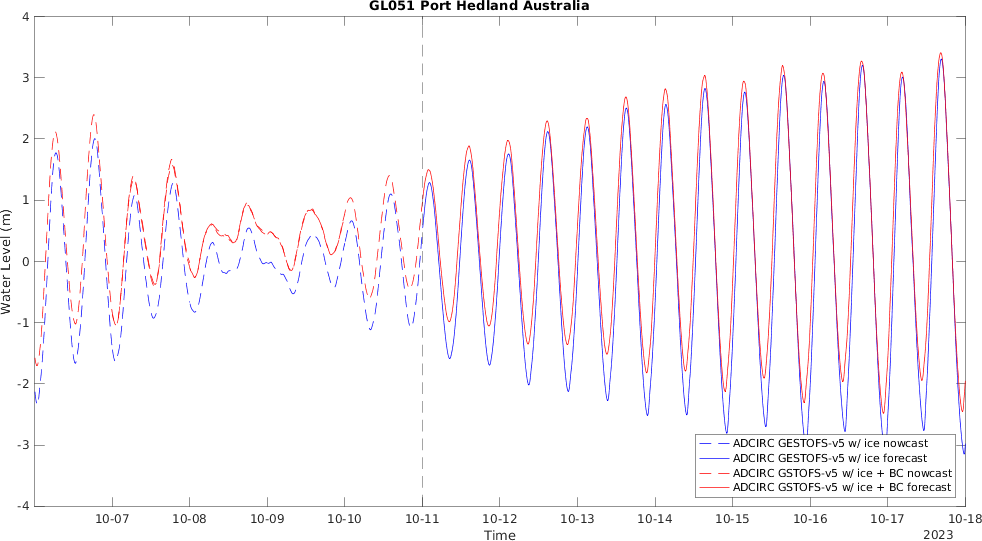 GL051 Port Hedland Australia
4
3
2
1
0
-1
-2
-3
-4
Water Level (m)
ADCIRC GESTOFS-v5 w/ ice nowcast
ADCIRC GESTOFS-v5 w/ ice forecast
ADCIRC GSTOFS-v5 w/ ice + BC nowcast
ADCIRC GSTOFS-v5 w/ ice + BC forecast
10-07 10-08 10-09 10-10 10-11 10-12 10-13 10-14 10-15 10-16 10-17 10-18
Time
2023